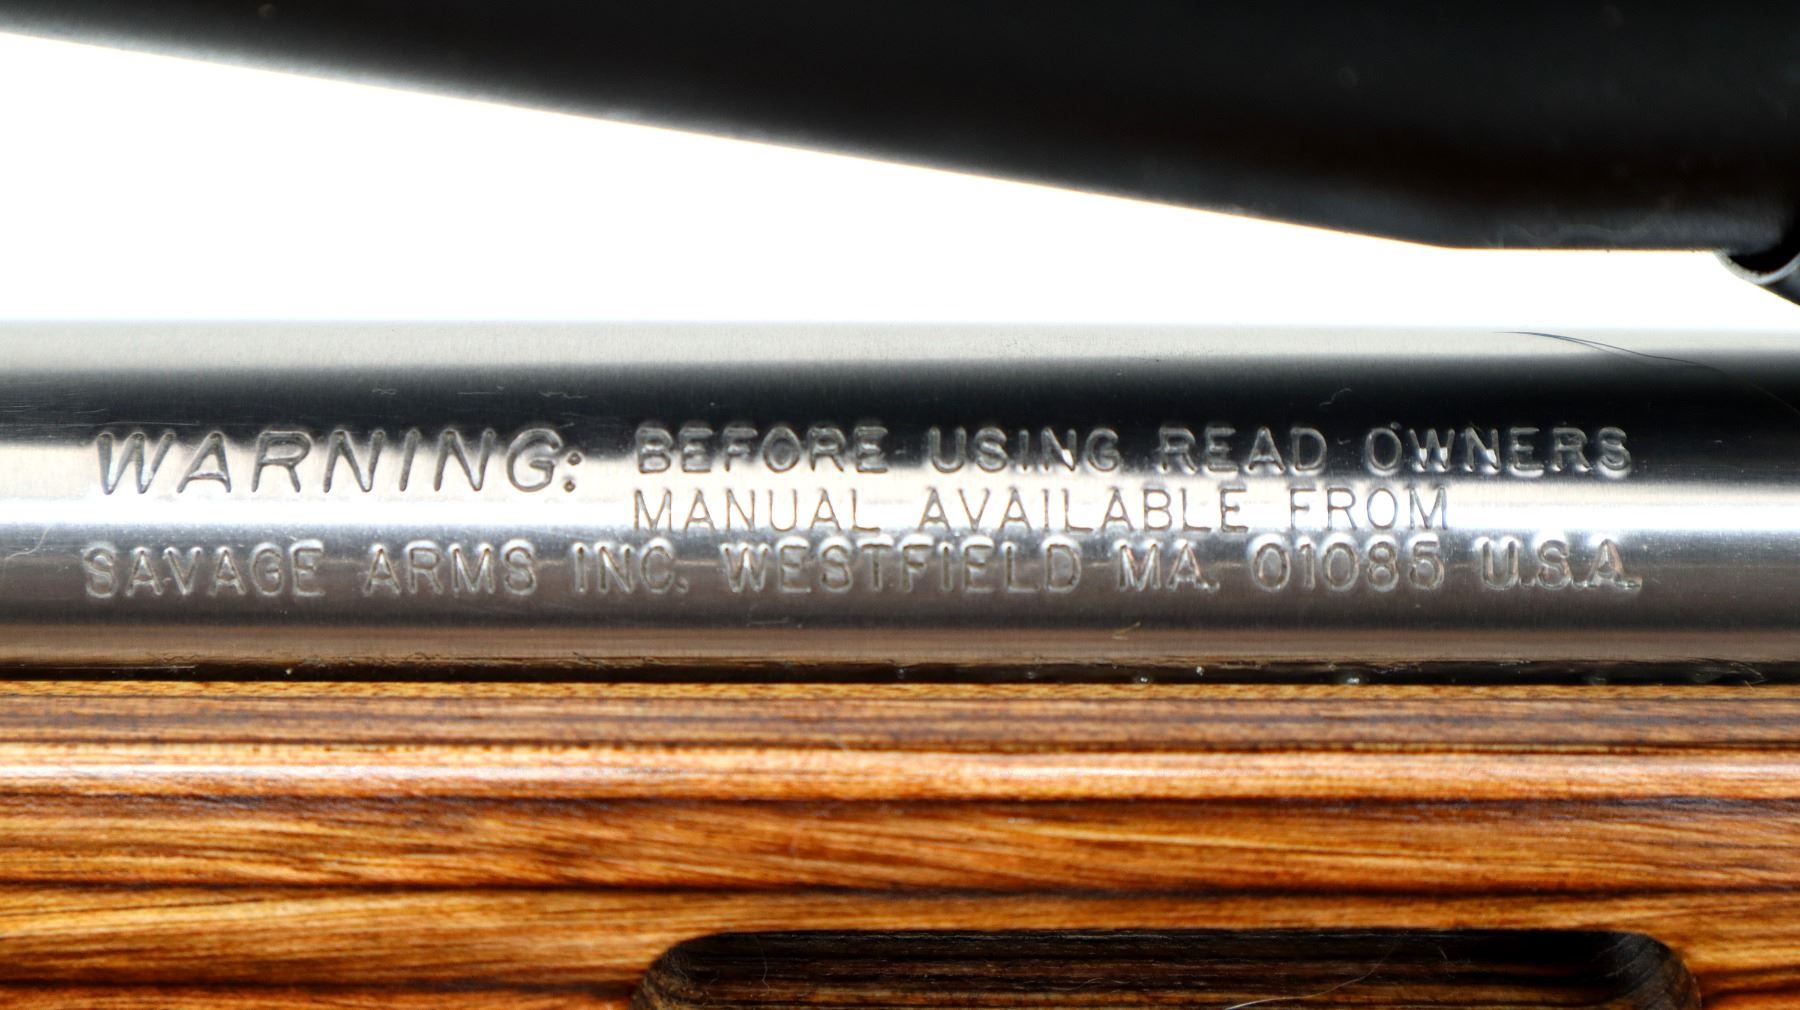 WARNING: BEFORE USING READ OWNERS
MANUAL AVAILABLE FROM
SAVAGE ARMS INC. WESTFIELD MA. 01085 U.S.A.